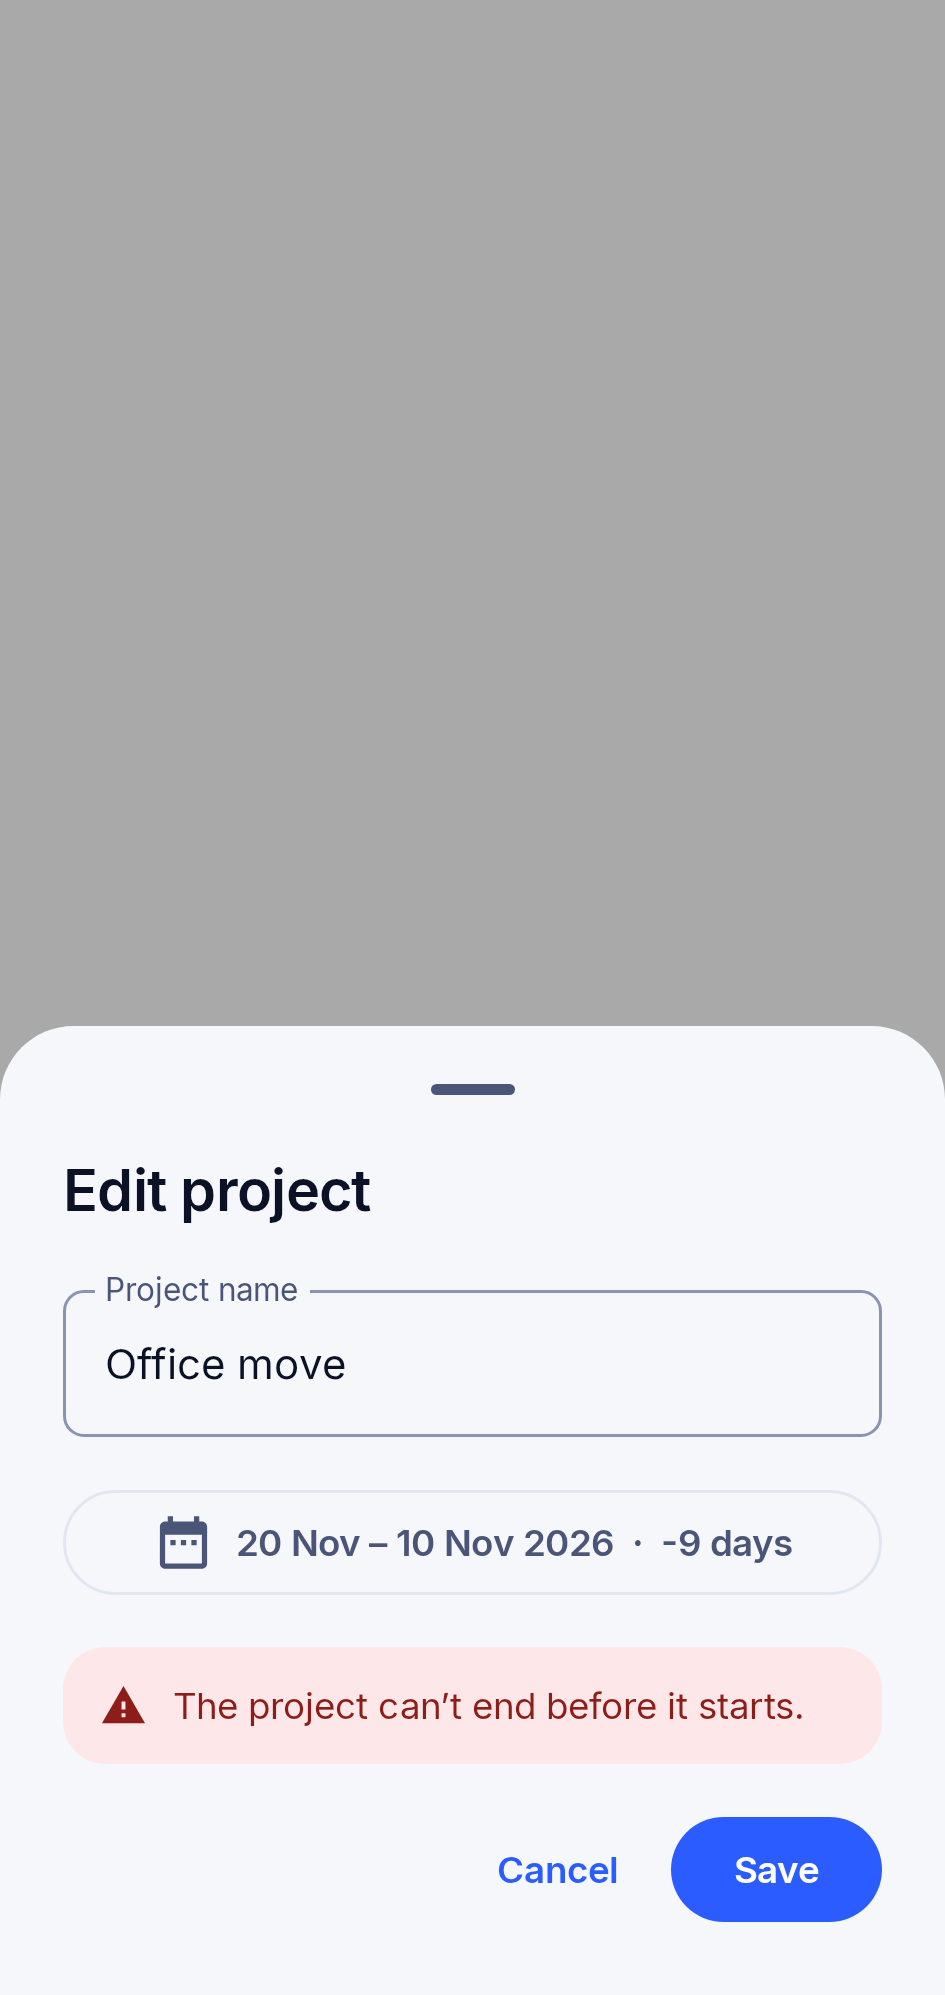 Edit project
Project name
Office move
20 Nov – 10 Nov 2026 · -9 days
The project can’t end before it starts.
Cancel Save